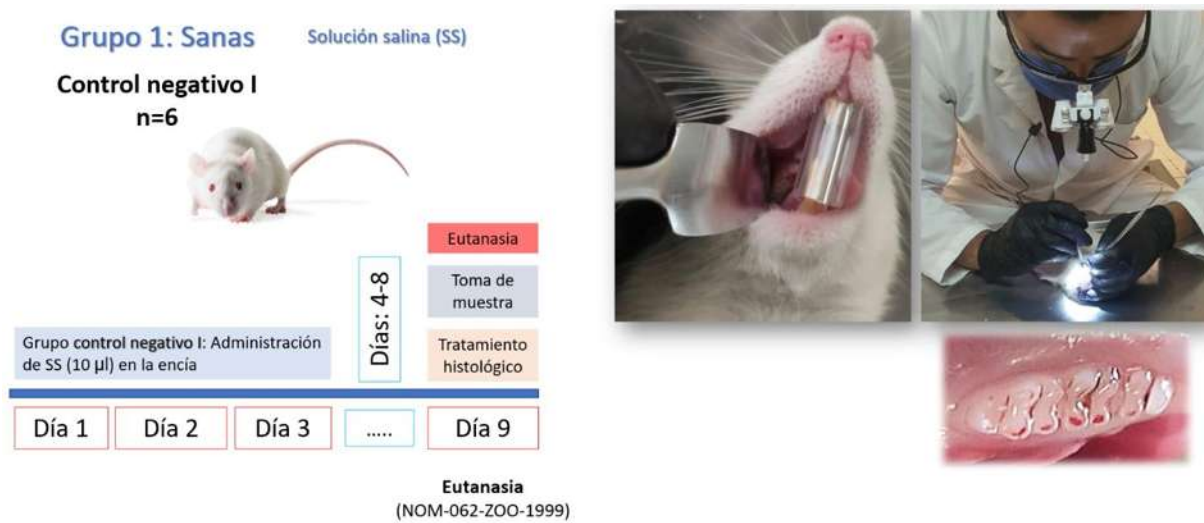 Grupo 1: Sanas
Solución salina (SS)
Control negativo I
n=6
Eutanasia
Toma de
muestra
Tratamiento
histológico
Días: 4-8
Grupo control negativo I: Administración
de SS (10 µl) en la encía
Día 1
Día 2
Día 3
.....
Día 9
Eutanasia
(NOM-062-ZOO-1999)